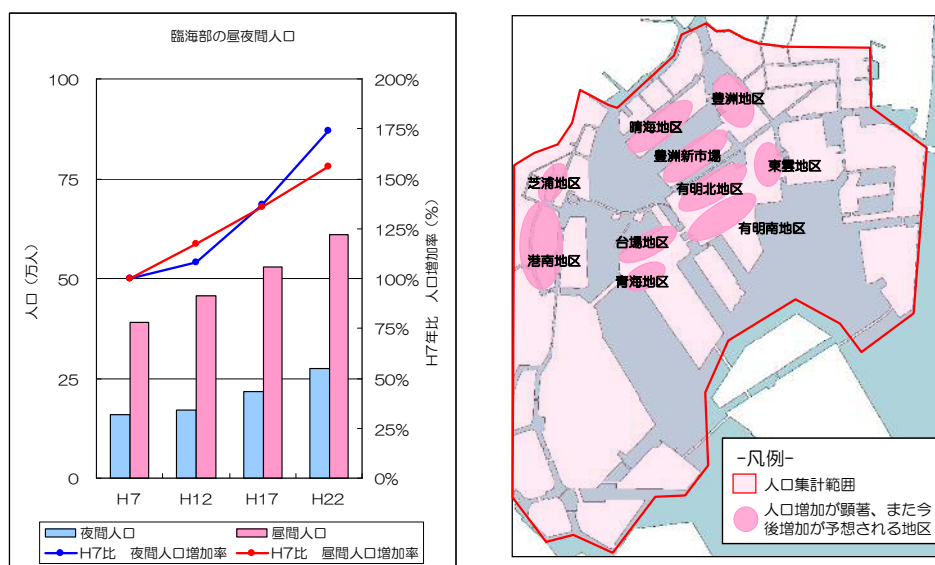 臨海部の昼夜間人口
100
75
50
25
0
人口（万人）
200%
175%
150%
125%
100%
75%
50%
25%
0%
H7年比 人口増加率（%）
H7
H12
H17
H22
夜間人口
昼間人口
H7比 夜間人口増加率
H7比 昼間人口増加率
豊洲地区
晴海地区
豊洲新市場
東雲地区
芝浦地区
有明北地区
有明南地区
台場地区
港南地区
青海地区
-凡例-
人口集計範囲
人口増加が顕著、また今
後増加が予想される地区